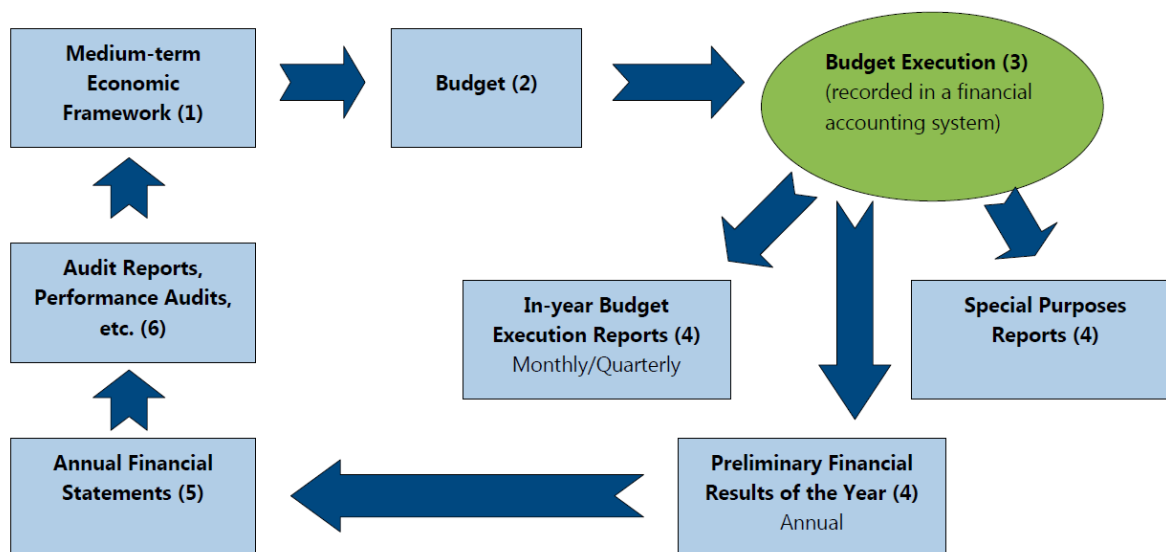 Medium-term
Economic
Framework (1)
Budget (2)
Budget Execution (3)
(recorded in a financial
accounting system)
Audit Reports,
Performance Audits,
etc. (6)
In-year Budget
Execution Reports (4)
Monthly/Quarterly
Special Purposes
Reports (4)
Annual Financial
Statements (5)
Preliminary Financial
Results of the Year (4)
Annual